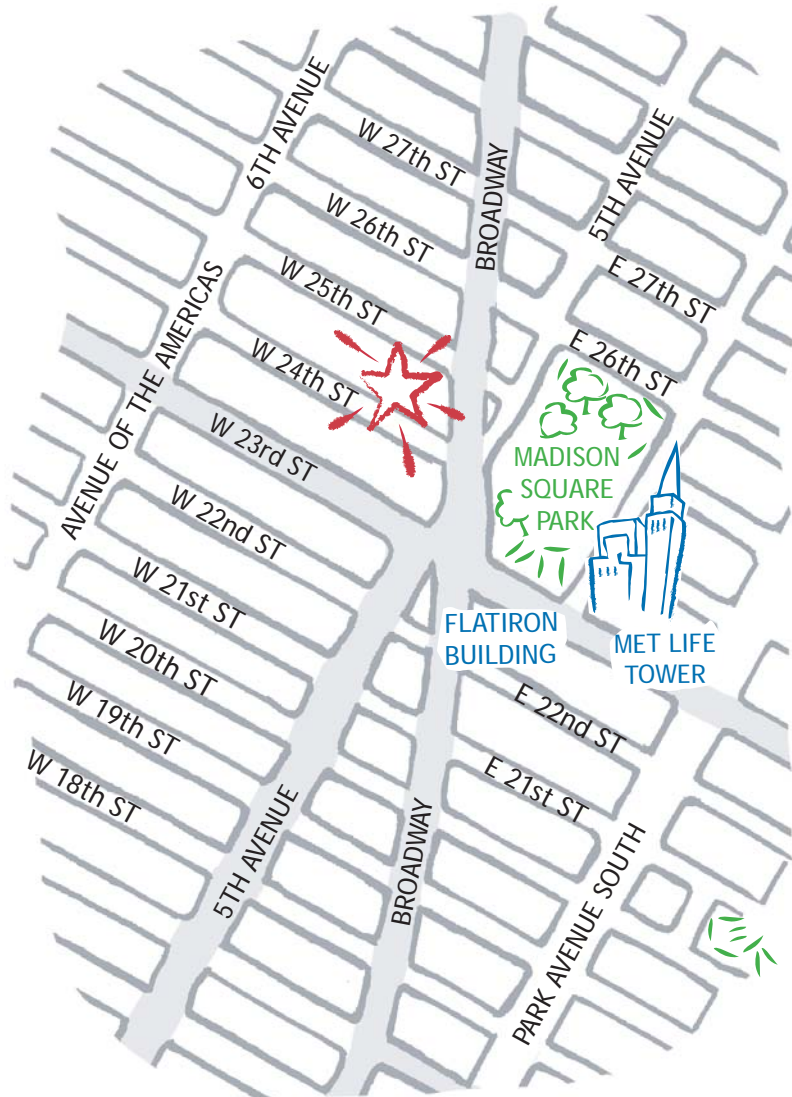 6TH AVENUE
BROADWAY
5TH AVENUE
W 27th ST
W 26th ST
E 27th ST
W 25th ST
E 26th ST
W 24th ST
AVENUE OF THE AMERICAS
W 23rd ST
MADISON
SQUARE
PARK
W 22nd ST
W 21st ST
FLATIRON
BUILDING
MET LIFE
TOWER
W 20th ST
E 22nd ST
W 19th ST
E 21st ST
W 18th ST
5TH AVENUE
BROADWAY
PARK AVENUE SOUTH